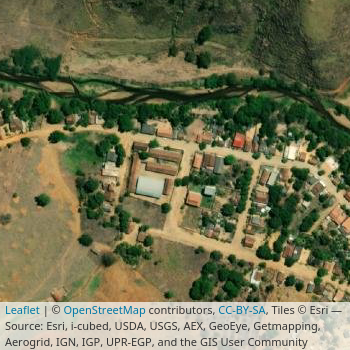 Leaflet | © OpenStreetMap contributors, CC-BY-SA, Tiles © Esri —
Source: Esri, i-cubed, USDA, USGS, AEX, GeoEye, Getmapping,
Aerogrid, IGN, IGP, UPR-EGP, and the GIS User Community